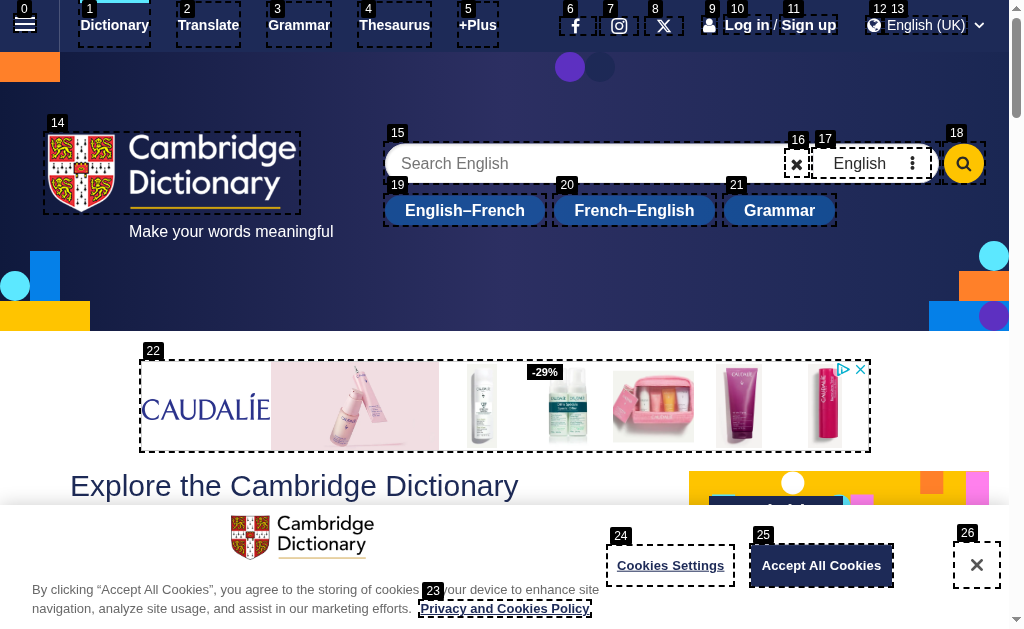 0 1 2 3 4 5 6 7 8 9 10 11 12 13
Dictionary Translate Grammar Thesaurus +Plus Log in / Sign up English (UK)
14 15 16 17 18
Cambridge
Dictionary
Make your words meaningful
Search English English
19 20 21
English–French French–English Grammar
22
CAUDALÍE -29%
Explore the Cambridge Dictionary
Cambridge
Dictionary
By clicking “Accept All Cookies”, you agree to the storing of cookies 23 your device to enhance site
navigation, analyze site usage, and assist in our marketing efforts. Privacy and Cookies Policy
24 25 26
Cookies Settings Accept All Cookies